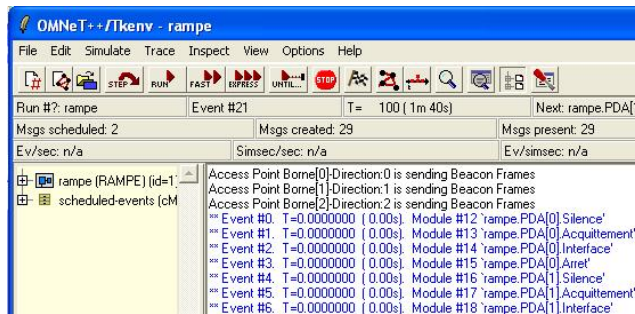 OMNeT++/Tkenv - rampe
File Edit Simulate Trace Inspect View Options Help
STEP RUN FAST EXPRESS UNTIL... STOP
Run #?: rampe Event #21 T= 100 ( 1m 40s) Next: rampe.PDA[
Msgs scheduled: 2 Msgs created: 29 Msgs present: 29
Ev/sec: n/a Simsec/sec: n/a Ev/simsec: n/a
rampe (RAMPE) (id=1
scheduled-events (cM
Access Point Borne[0]-Direction:0 is sending Beacon Frames
Access Point Borne[1]-Direction:1 is sending Beacon Frames
Access Point Borne[2]-Direction:2 is sending Beacon Frames
** Event #0. T=0.0000000 ( 0.00s). Module #12 `rampe.PDA[0].Silence'
** Event #1. T=0.0000000 ( 0.00s). Module #13 `rampe.PDA[0].Acquittement'
** Event #2. T=0.0000000 ( 0.00s). Module #14 `rampe.PDA[0].Interface'
** Event #3. T=0.0000000 ( 0.00s). Module #15 `rampe.PDA[0].Arret'
** Event #4. T=0.0000000 ( 0.00s). Module #16 `rampe.PDA[1].Silence'
** Event #5. T=0.0000000 ( 0.00s). Module #17 `rampe.PDA[1].Acquittement'
** Event #6. T=0.0000000 ( 0.00s). Module #18 `rampe.PDA[1].Interface'